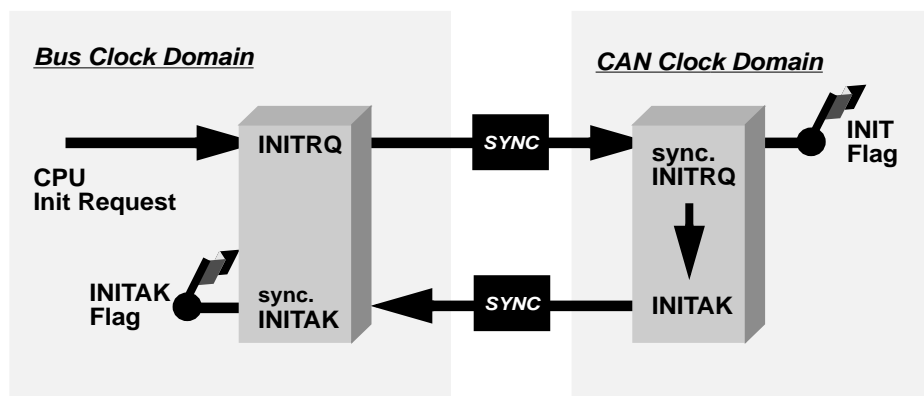 Bus Clock Domain
CAN Clock Domain
INITRQ
SYNC
sync.
INITRQ
INIT
Flag
CPU
Init Request
INITAK
Flag
sync.
INITAK
SYNC
INITAK